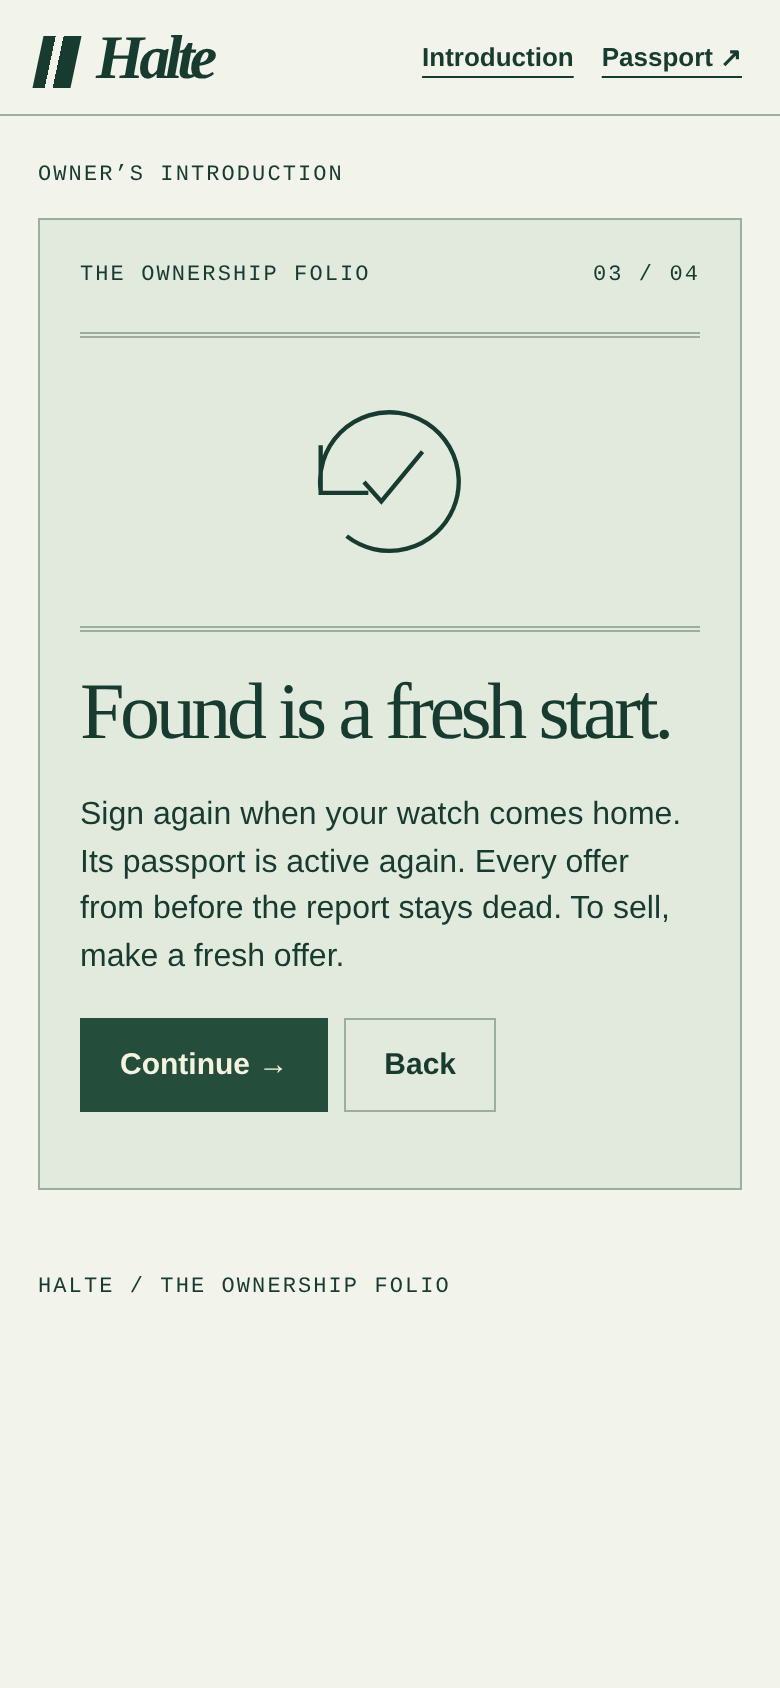 Halte
Introduction
Passport ↗
OWNER’S INTRODUCTION
THE OWNERSHIP FOLIO
03 / 04
Found is a fresh start.
Sign again when your watch comes home.
Its passport is active again. Every offer
from before the report stays dead. To sell,
make a fresh offer.
Continue →
Back
HALTE / THE OWNERSHIP FOLIO